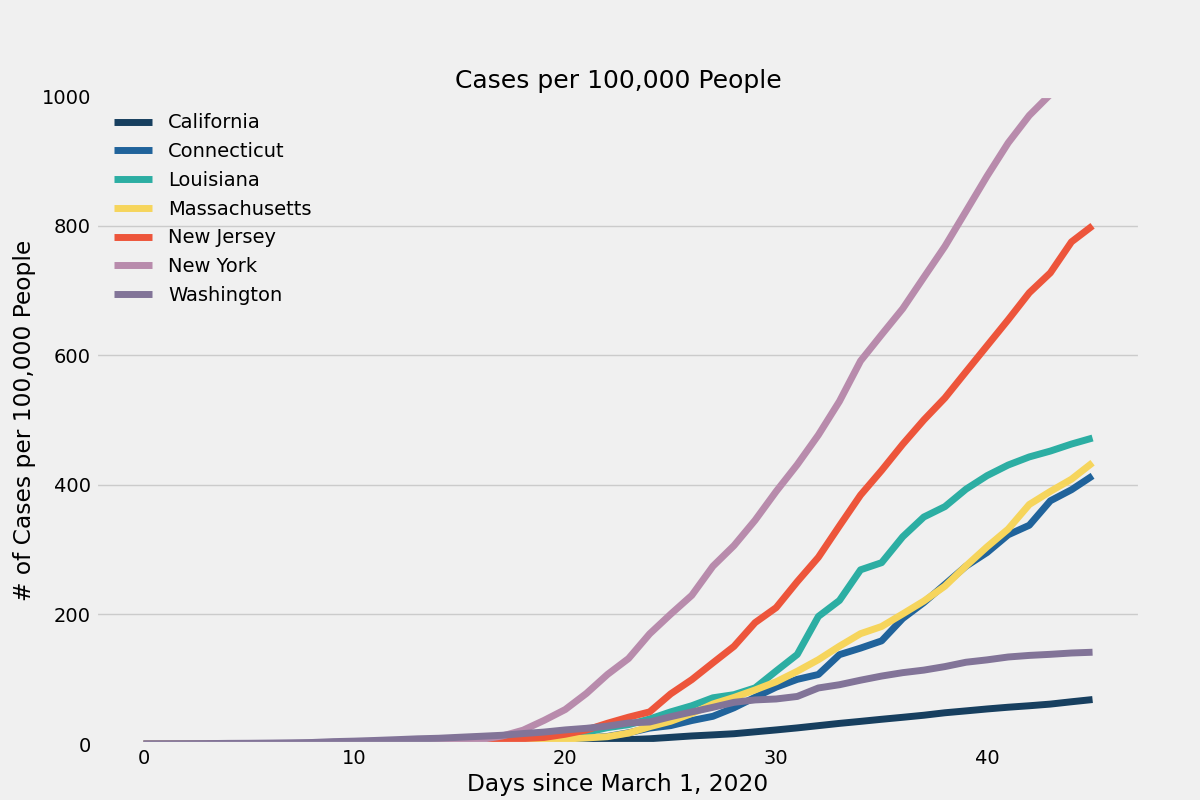 Cases per 100,000 People
1000
800
600
400
200
0
# of Cases per 100,000 People
California
Connecticut
Louisiana
Massachusetts
New Jersey
New York
Washington
0 10 20 30 40
Days since March 1, 2020